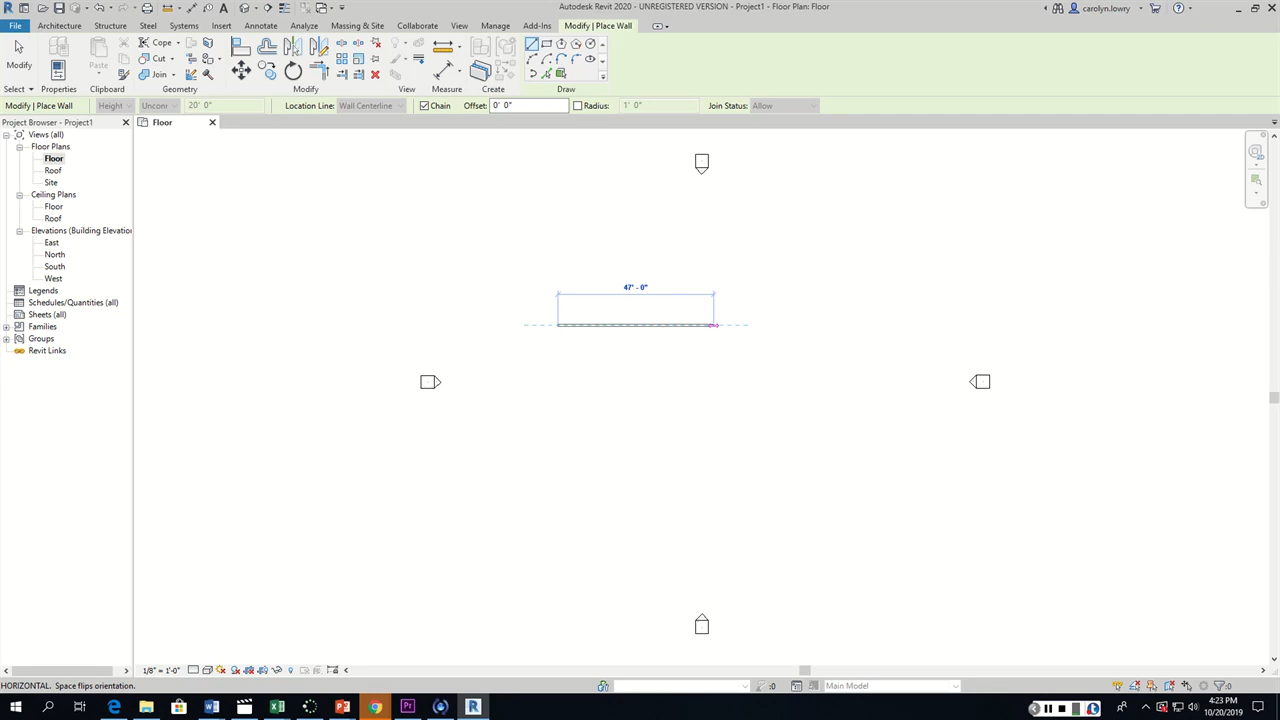 Autodesk Revit 2020 - UNREGISTERED VERSION - Project1 - Floor Plan: Floor
carolyn.lowry
File Architecture Structure Steel Systems Insert Annotate Analyze Massing & Site Collaborate View Manage Add-Ins Modify | Place Wall
Modify
Paste
Cope
Cut
Join
Select Properties Clipboard Geometry Modify View Measure Create Draw
Modify | Place Wall Height Uncon 20' 0" Location Line: Wall Centerline Chain Offset: 0' 0" Radius: 1' 0" Join Status: Allow
Project Browser - Project1
Floor
Views (all)
Floor Plans
Floor
Roof
Site
Ceiling Plans
Floor
Roof
Elevations (Building Elevation
East
North
South
West
Legends
Schedules/Quantities (all)
Sheets (all)
Families
Groups
Revit Links
47' - 0"
1/8" = 1'-0"
HORIZONTAL. Space flips orientation.
:0
Main Model
:0
4:23 PM
10/20/2019